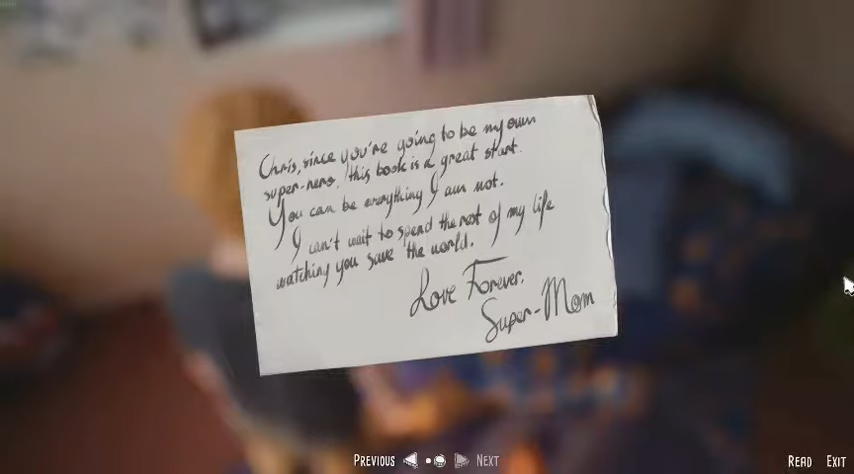 Chris, since you're going to be my own
super-hero, this book is a great start.
You can be everything I am not.
I can't wait to spend the rest of my life
watching you save the world.
Love Forever,
Super-Mom
PREVIOUS NEXT READ EXIT